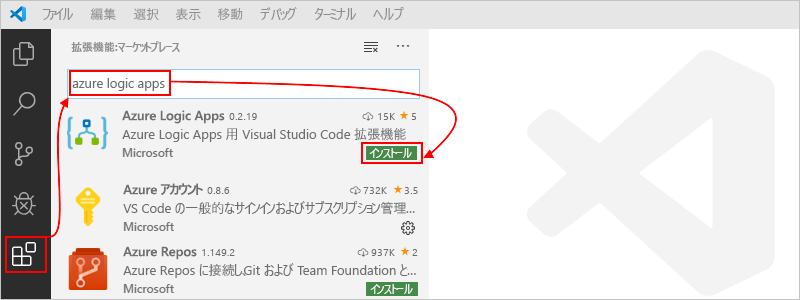 ファイル 編集 選択 表示 移動 デバッグ ターミナル ヘルプ
拡張機能:マーケットプレース
azure logic apps
Azure Logic Apps 0.2.19 15K 5
Azure Logic Apps 用 Visual Studio Code 拡張機能
Microsoft インストール
Azure アカウント 0.8.6 732K 3.5
VS Code の一般的なサインインおよびサブスクリプション管理...
Microsoft
Azure Repos 1.149.2 937K 2
Azure Repos に接続しGit および Team Foundation と...
Microsoft インストール